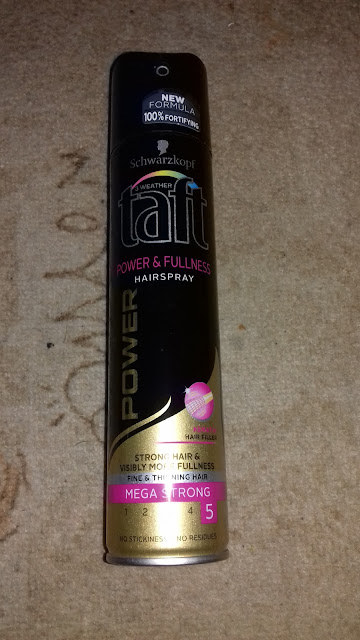 NEW
FORMULA
100% FORTIFYING
Schwarzkopf
3 WEATHER
taft
POWER & FULLNESS
HAIRSPRAY
POWER
HAIR FILLER
STRONG HAIR &
VISIBLY MORE FULLNESS
FINE & THINNING HAIR
MEGA STRONG
1 2 4 5
NO STICKINESS NO RESIDUES